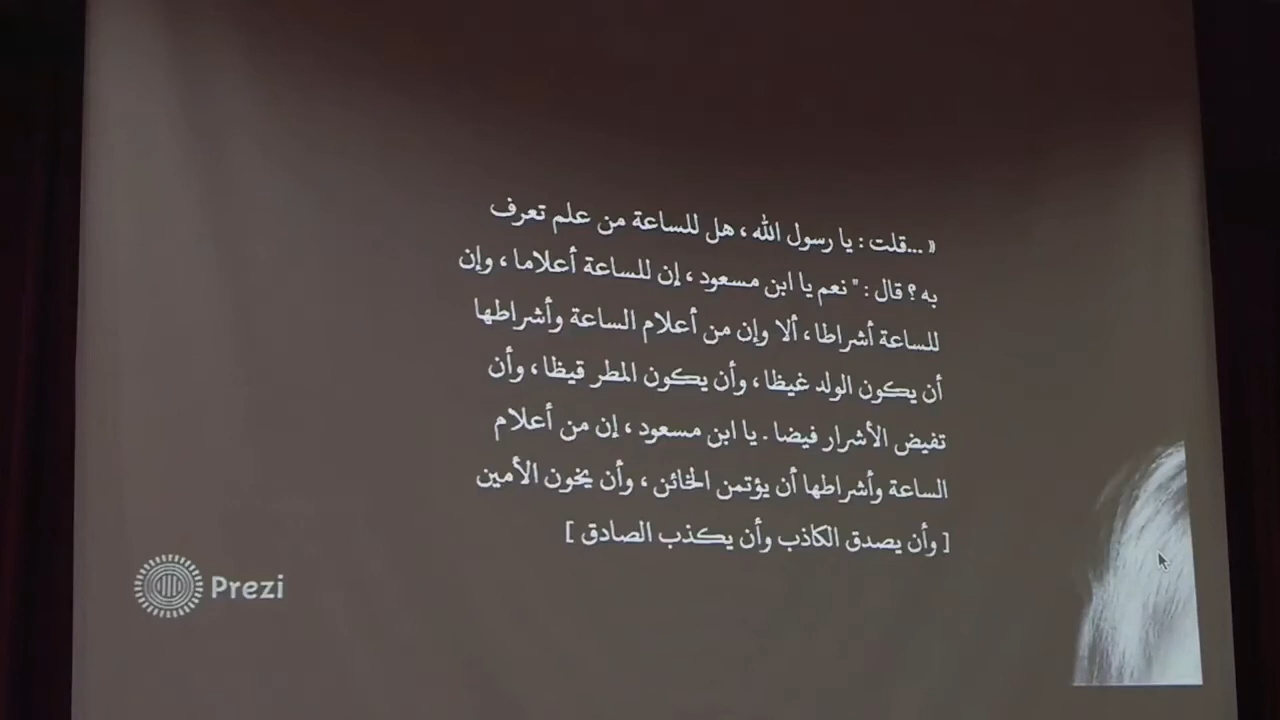 « ...قلت : يا رسول الله ، هل للساعة من علم تعرف
به ؟ قال : " نعم يا ابن مسعود ، إن للساعة أعلاما ، وإن
للساعة أشراطا ، ألا وإن من أعلام الساعة وأشراطها
أن يكون الولد غيظا ، وأن يكون المطر قيظا ، وأن
تفيض الأشرار فيضا . يا ابن مسعود ، إن من أعلام
الساعة وأشراطها أن يؤتمن الخائن ، وأن يخون الأمين
[ وأن يصدق الكاذب وأن يكذب الصادق ]
Prezi